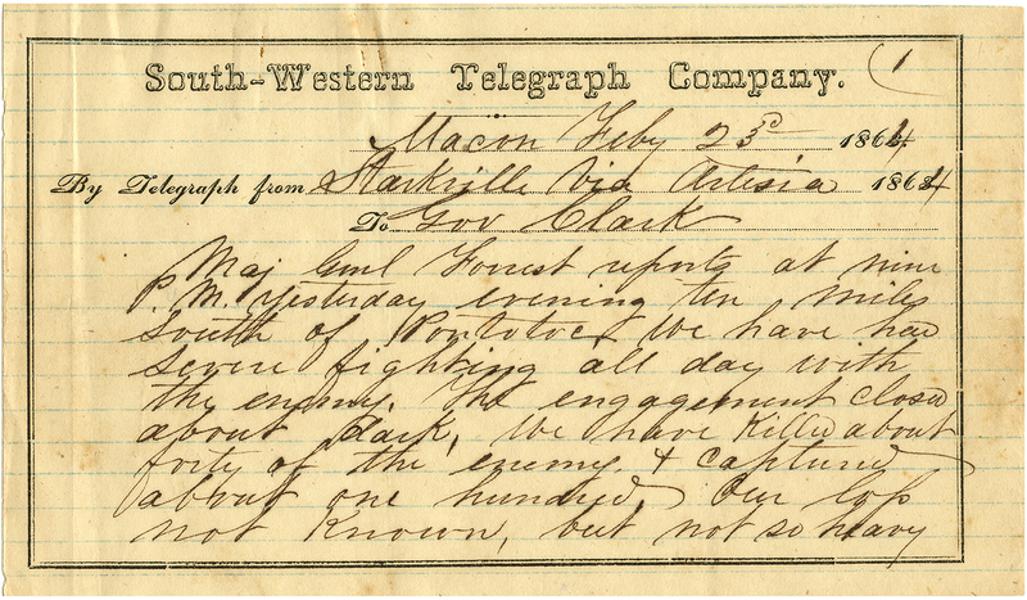 (1
South-Western Telegraph Company.
Macon Feby 23d 1864
By Telegraph from Starkville Via Artesia 1864
To Gov Clark
Maj Genl Forrest reports at nine
P. M. Yesterday evening ten miles
South of Pontotoc We have had
Severe fighting all day with
the enemy. The engagement closed
about dark, We have Killed about
forty of the enemy. & captured
about one hundred, Our loss
not Known, but not so heavy